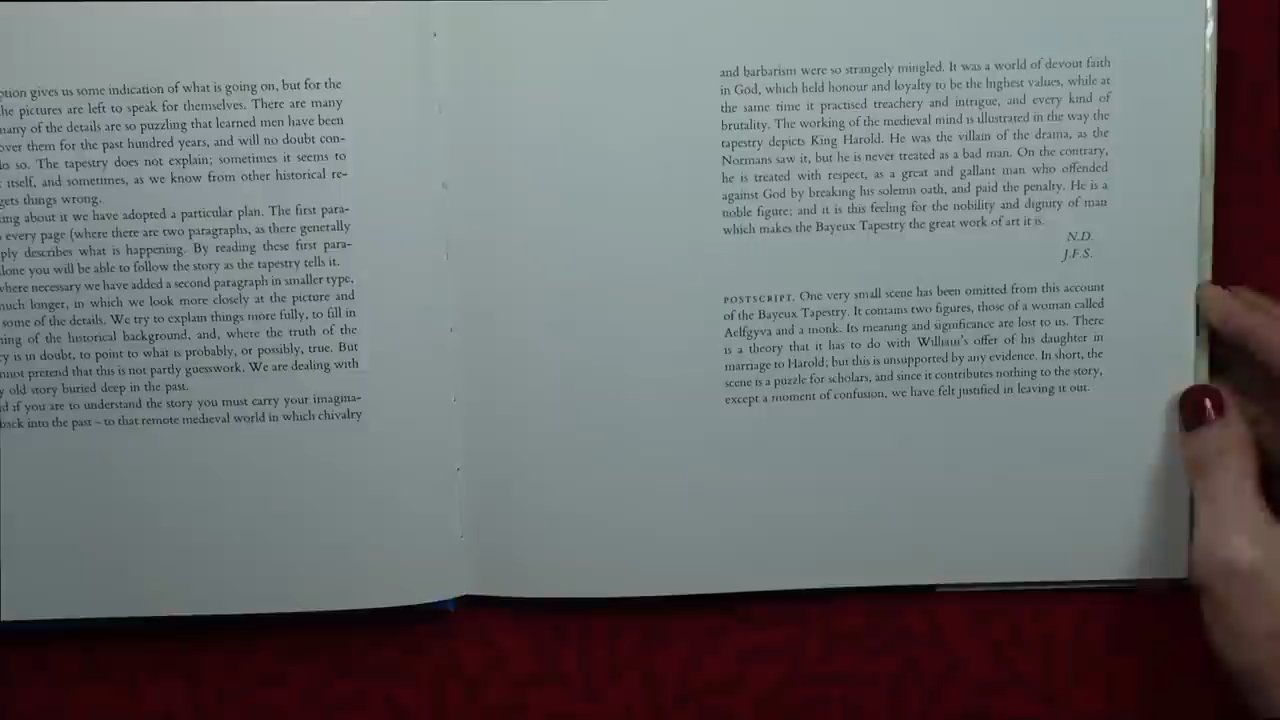 ption gives us some indication of what is going on, but for the
he pictures are left to speak for themselves. There are many
many of the details are so puzzling that learned men have been
over them for the past hundred years, and will no doubt con-
do so. The tapestry does not explain; sometimes it seems to
itself, and sometimes, as we know from other historical re-
gets things wrong.
ing about it we have adopted a particular plan. The first para-
every page (where there are two paragraphs, as there generally
ply describes what is happening. By reading these first para-
alone you will be able to follow the story as the tapestry tells it.
where necessary we have added a second paragraph in smaller type,
much longer, in which we look more closely at the picture and
some of the details. We try to explain things more fully, to fill in
ning of the historical background, and, where the truth of the
y is in doubt, to point to what is probably, or possibly, true. But
nnot pretend that this is not partly guesswork. We are dealing with
y old story buried deep in the past.
d if you are to understand the story you must carry your imagina-
back into the past – to that remote medieval world in which chivalry
and barbarism were so strangely mingled. It was a world of devout faith
in God, which held honour and loyalty to be the highest values, while at
the same time it practised treachery and intrigue, and every kind of
brutality. The working of the medieval mind is illustrated in the way the
tapestry depicts King Harold. He was the villain of the drama, as the
Normans saw it, but he is never treated as a bad man. On the contrary,
he is treated with respect, as a great and gallant man who offended
against God by breaking his solemn oath, and paid the penalty. He is a
noble figure; and it is this feeling for the nobility and dignity of man
which makes the Bayeux Tapestry the great work of art it is.
N.D.
J.F.S.
POSTSCRIPT. One very small scene has been omitted from this account
of the Bayeux Tapestry. It contains two figures, those of a woman called
Aelfgyva and a monk. Its meaning and significance are lost to us. There
is a theory that it has to do with William's offer of his daughter in
marriage to Harold; but this is unsupported by any evidence. In short, the
scene is a puzzle for scholars, and since it contributes nothing to the story,
except a moment of confusion, we have felt justified in leaving it out.